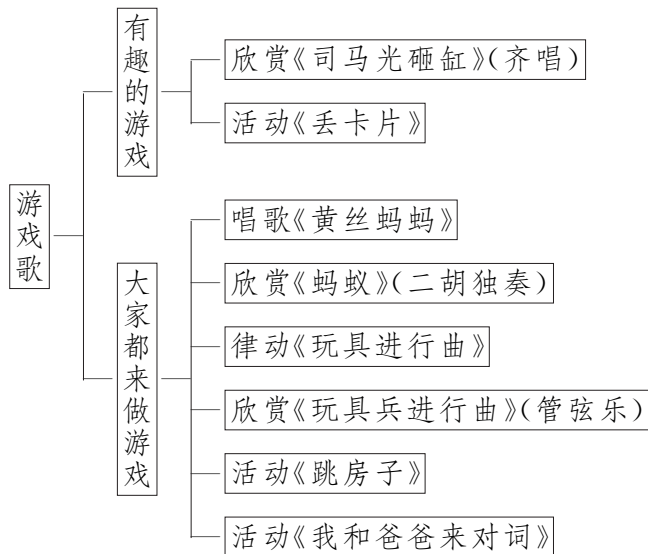 游戏歌
有趣的游戏
欣赏《司马光砸缸》(齐唱)
活动《丢卡片》
大家都来做游戏
唱歌《黄丝蚂蚂》
欣赏《蚂蚁》(二胡独奏)
律动《玩具进行曲》
欣赏《玩具兵进行曲》(管弦乐)
活动《跳房子》
活动《我和爸爸来对词》